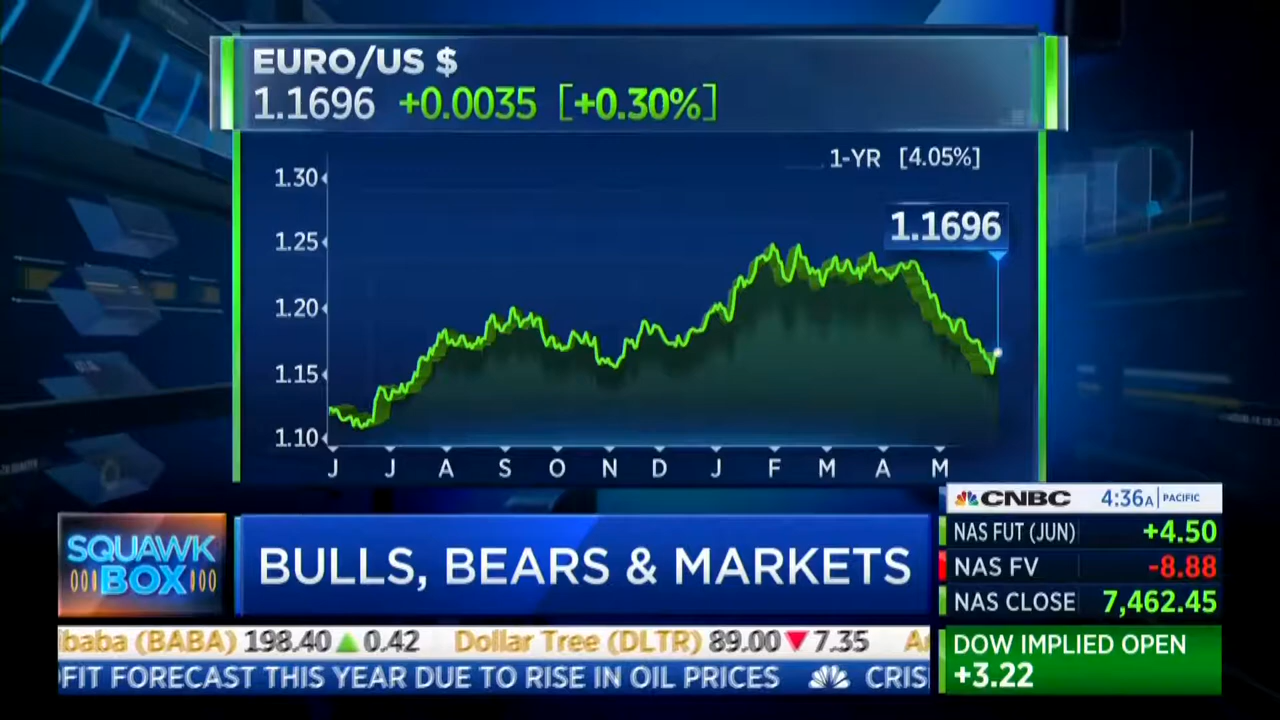 EURO/US $
1.1696 +0.0035 [+0.30%]
1-YR [4.05%]
1.1696
1.30
1.25
1.20
1.15
1.10
J J A S O N D J F M A M
CNBC 4:36A PACIFIC
NAS FUT (JUN) +4.50
NAS FV -8.88
NAS CLOSE 7,462.45
SQUAWK
BOX
BULLS, BEARS & MARKETS
ibaba (BABA) 198.40 ▲ 0.42 Dollar Tree (DLTR) 89.00 ▼ 7.35
DOW IMPLIED OPEN
+3.22
FIT FORECAST THIS YEAR DUE TO RISE IN OIL PRICES CRIS